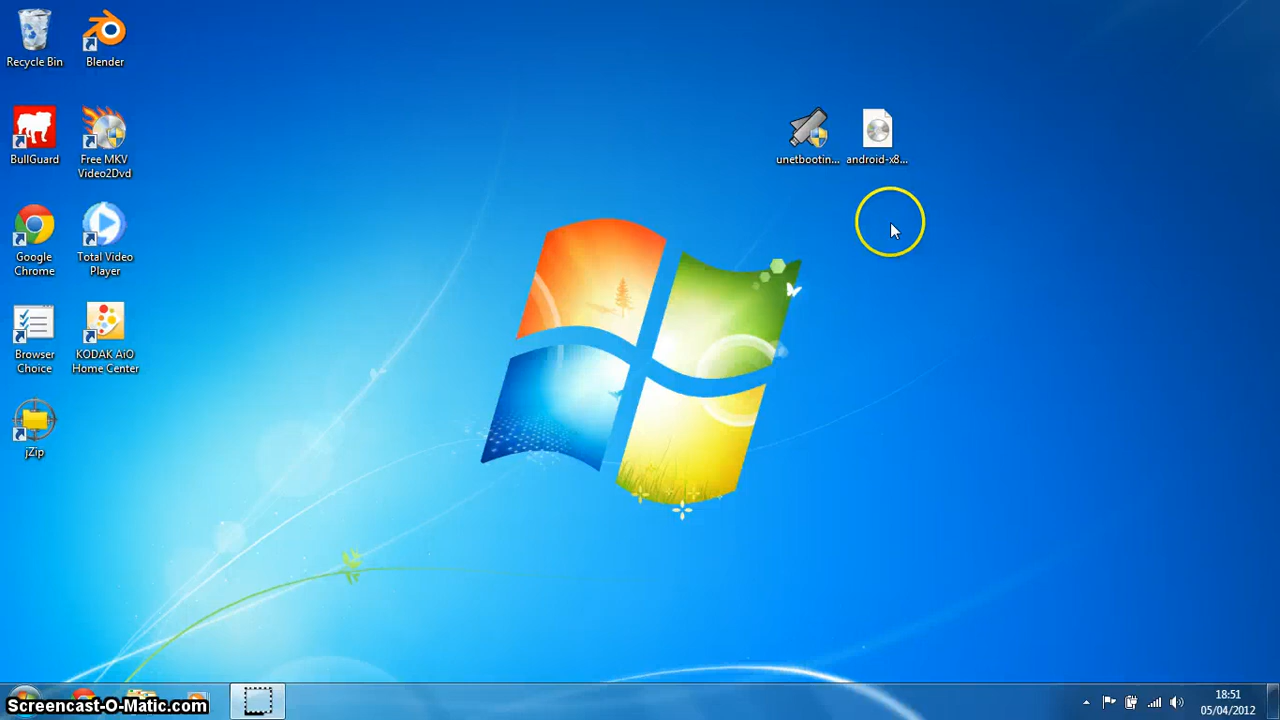 Recycle Bin
Blender
unetbootin...
android-x8...
BullGuard
Free MKV
Video2Dvd
Google
Chrome
Total Video
Player
Browser
Choice
KODAK AiO
Home Center
jZip
Screencast-O-Matic.com
18:51
05/04/2012